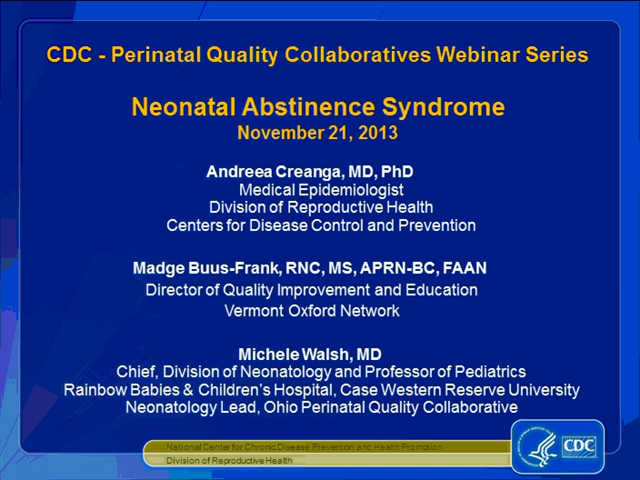 CDC - Perinatal Quality Collaboratives Webinar Series
Neonatal Abstinence Syndrome
November 21, 2013
Andreea Creanga, MD, PhD
Medical Epidemiologist
Division of Reproductive Health
Centers for Disease Control and Prevention
Madge Buus-Frank, RNC, MS, APRN-BC, FAAN
Director of Quality Improvement and Education
Vermont Oxford Network
Michele Walsh, MD
Chief, Division of Neonatology and Professor of Pediatrics
Rainbow Babies & Children's Hospital, Case Western Reserve University
Neonatology Lead, Ohio Perinatal Quality Collaborative
National Center for Chronic Disease Prevention and Health Promotion
Division of Reproductive Health
CDC